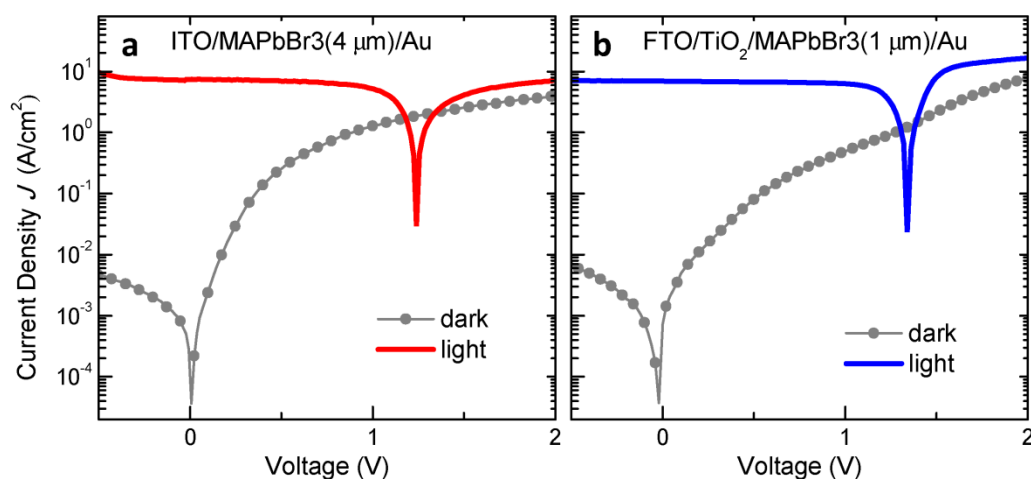 a ITO/MAPbBr3(4 μm)/Au
b FTO/TiO₂/MAPbBr3(1 μm)/Au
Current Density J (A/cm²)
10¹
10⁰
10⁻¹
10⁻²
10⁻³
10⁻⁴
dark
light
dark
light
0 1 2
0 1 2
Voltage (V)
Voltage (V)